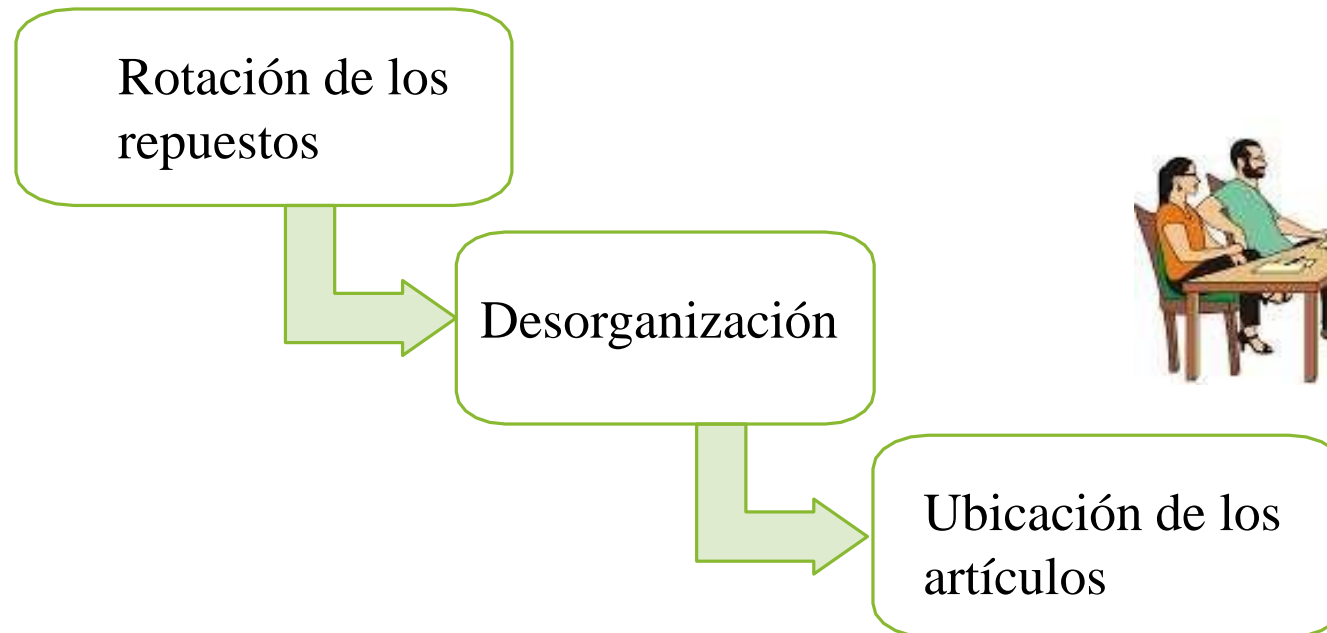 Rotación de los
repuestos
Desorganización
Ubicación de los
artículos